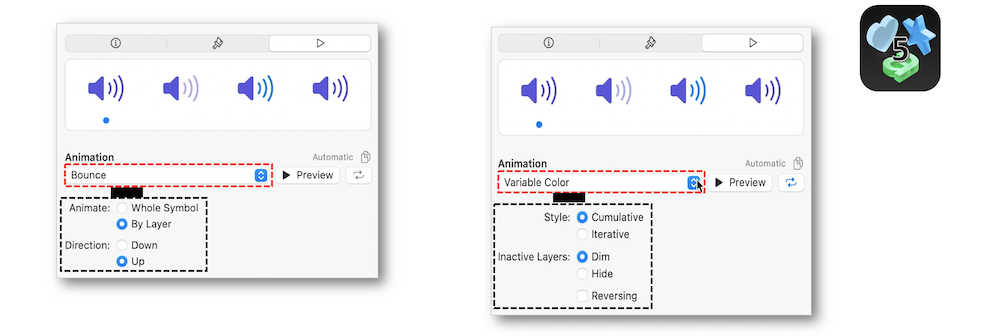 Animation
Automatic
Bounce
Preview
Animate: Whole Symbol
By Layer
Direction: Down
Up
Animation
Automatic
Variable Color
Preview
Style: Cumulative
Iterative
Inactive Layers: Dim
Hide
Reversing
5